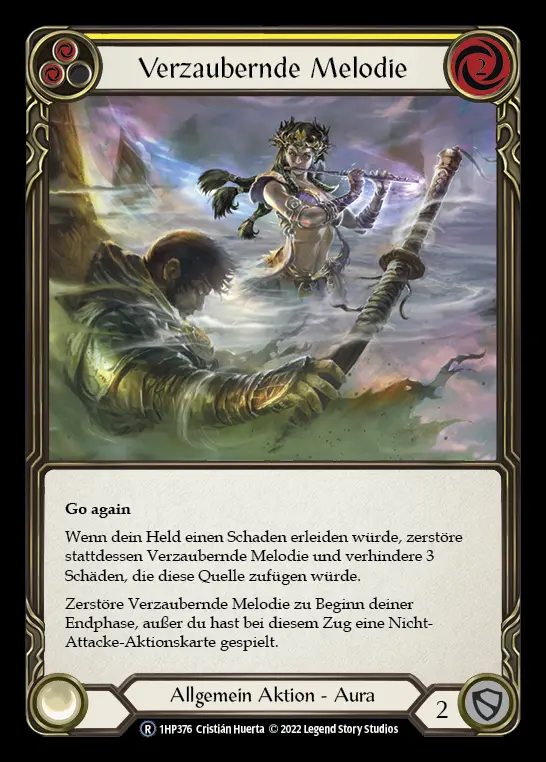 Verzaubernde Melodie
2
Go again
Wenn dein Held einen Schaden erleiden würde, zerstöre
stattdessen Verzaubernde Melodie und verhindere 3
Schäden, die diese Quelle zufügen würde.
Zerstöre Verzaubernde Melodie zu Beginn deiner
Endphase, außer du hast bei diesem Zug eine Nicht-
Attacke-Aktionskarte gespielt.
Allgemein Aktion - Aura
2
R 1HP376 Cristián Huerta © 2022 Legend Story Studios